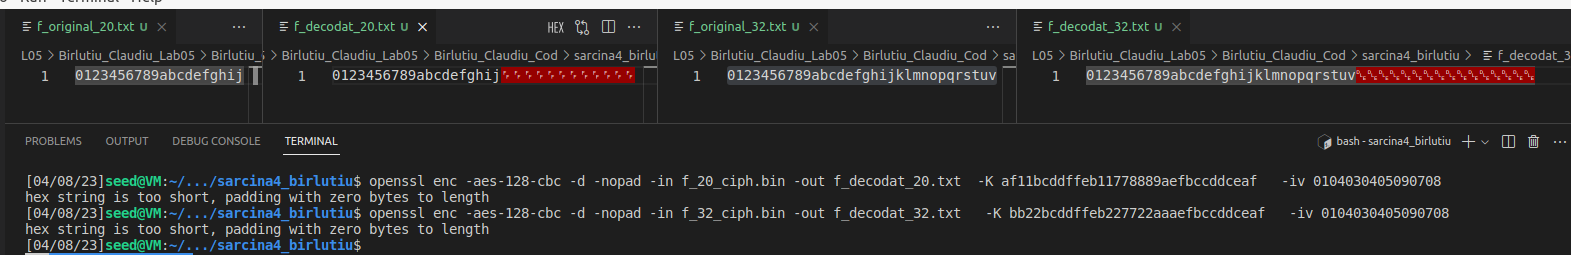 Run Terminal Help
f_original_20.txt U × ···
f_decodat_20.txt U × HEX ···
f_original_32.txt U × ···
f_decodat_32.txt U ×
L05 > Birlutiu_Claudiu_Lab05 > Birlutiu_
L05 > Birlutiu_Claudiu_Lab05 > Birlutiu_Claudiu_Cod > sarcina4_birlu
L05 > Birlutiu_Claudiu_Lab05 > Birlutiu_Claudiu_Cod > sa
L05 > Birlutiu_Claudiu_Lab05 > Birlutiu_Claudiu_Cod > sarcina4_birlutiu > f_decodat_3
1 0123456789abcdefghij
1 0123456789abcdefghij
1 0123456789abcdefghijklmnopqrstuv
1 0123456789abcdefghijklmnopqrstuv
PROBLEMS OUTPUT DEBUG CONSOLE TERMINAL bash - sarcina4_birlutiu
[04/08/23]seed@VM:~/.../sarcina4_birlutiu$ openssl enc -aes-128-cbc -d -nopad -in f_20_ciph.bin -out f_decodat_20.txt -K af11bcddffeb11778889aefbccddceaf -iv 0104030405090708
hex string is too short, padding with zero bytes to length
[04/08/23]seed@VM:~/.../sarcina4_birlutiu$ openssl enc -aes-128-cbc -d -nopad -in f_32_ciph.bin -out f_decodat_32.txt -K bb22bcddffeb227722aaaefbccddceaf -iv 0104030405090708
hex string is too short, padding with zero bytes to length
[04/08/23]seed@VM:~/.../sarcina4_birlutiu$